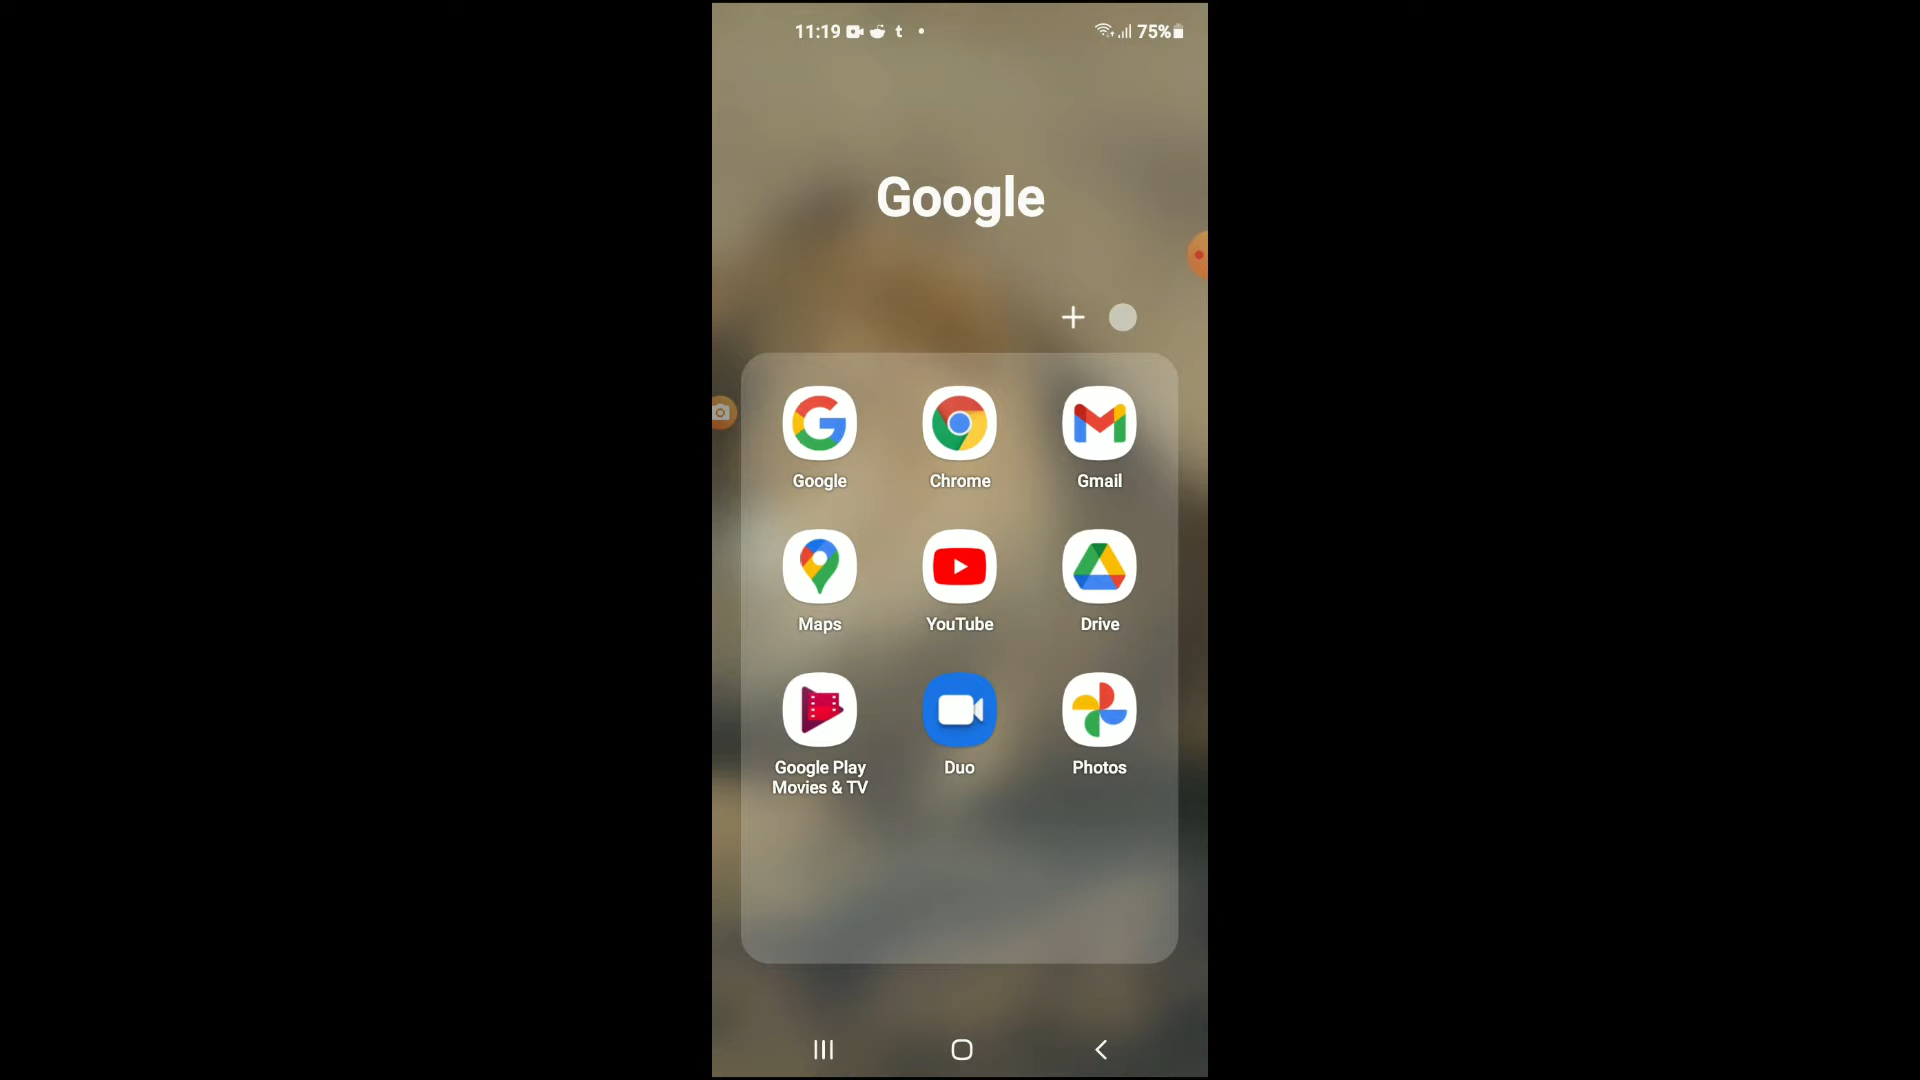 11:19 t • 75%
Google
Google Chrome Gmail
Maps YouTube Drive
Google Play Duo Photos
Movies & TV